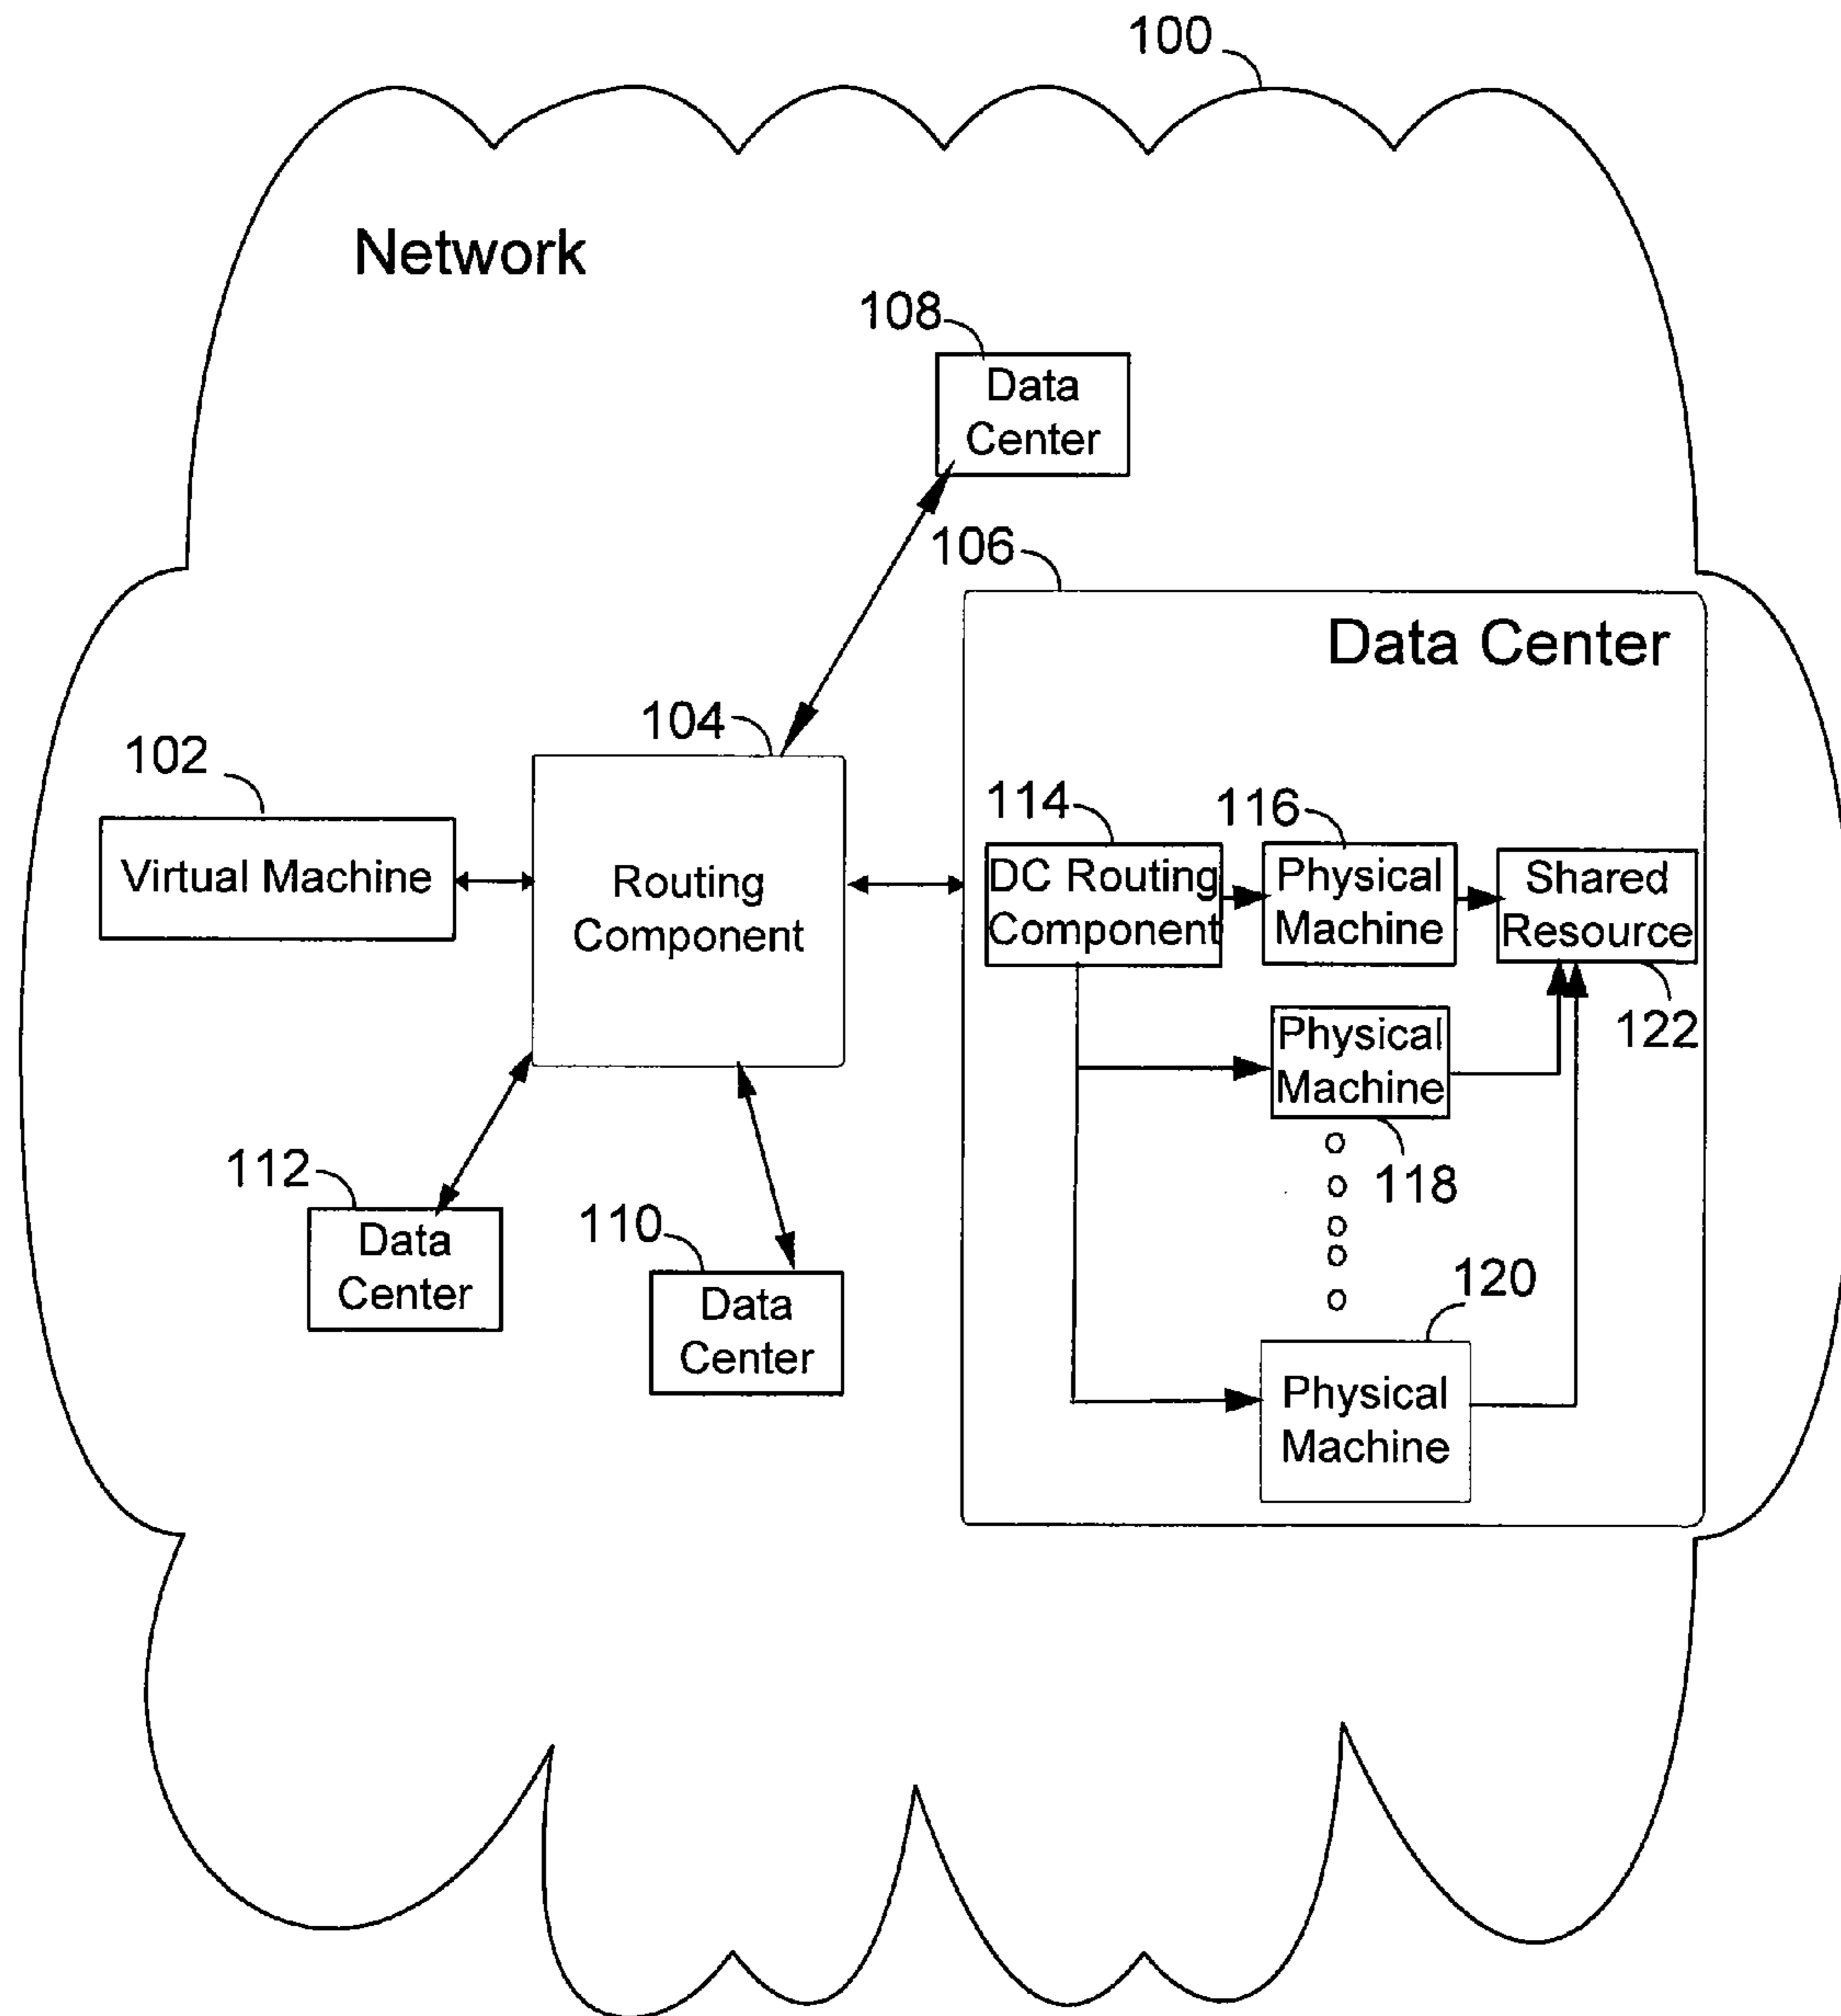 100
Network
108
Data
Center
106
Data Center
104
102
Virtual Machine
Routing
Component
114
DC Routing
Component
116
Physical
Machine
Shared
Resource
122
Physical
Machine
118
112
Data
Center
110
Data
Center
120
Physical
Machine